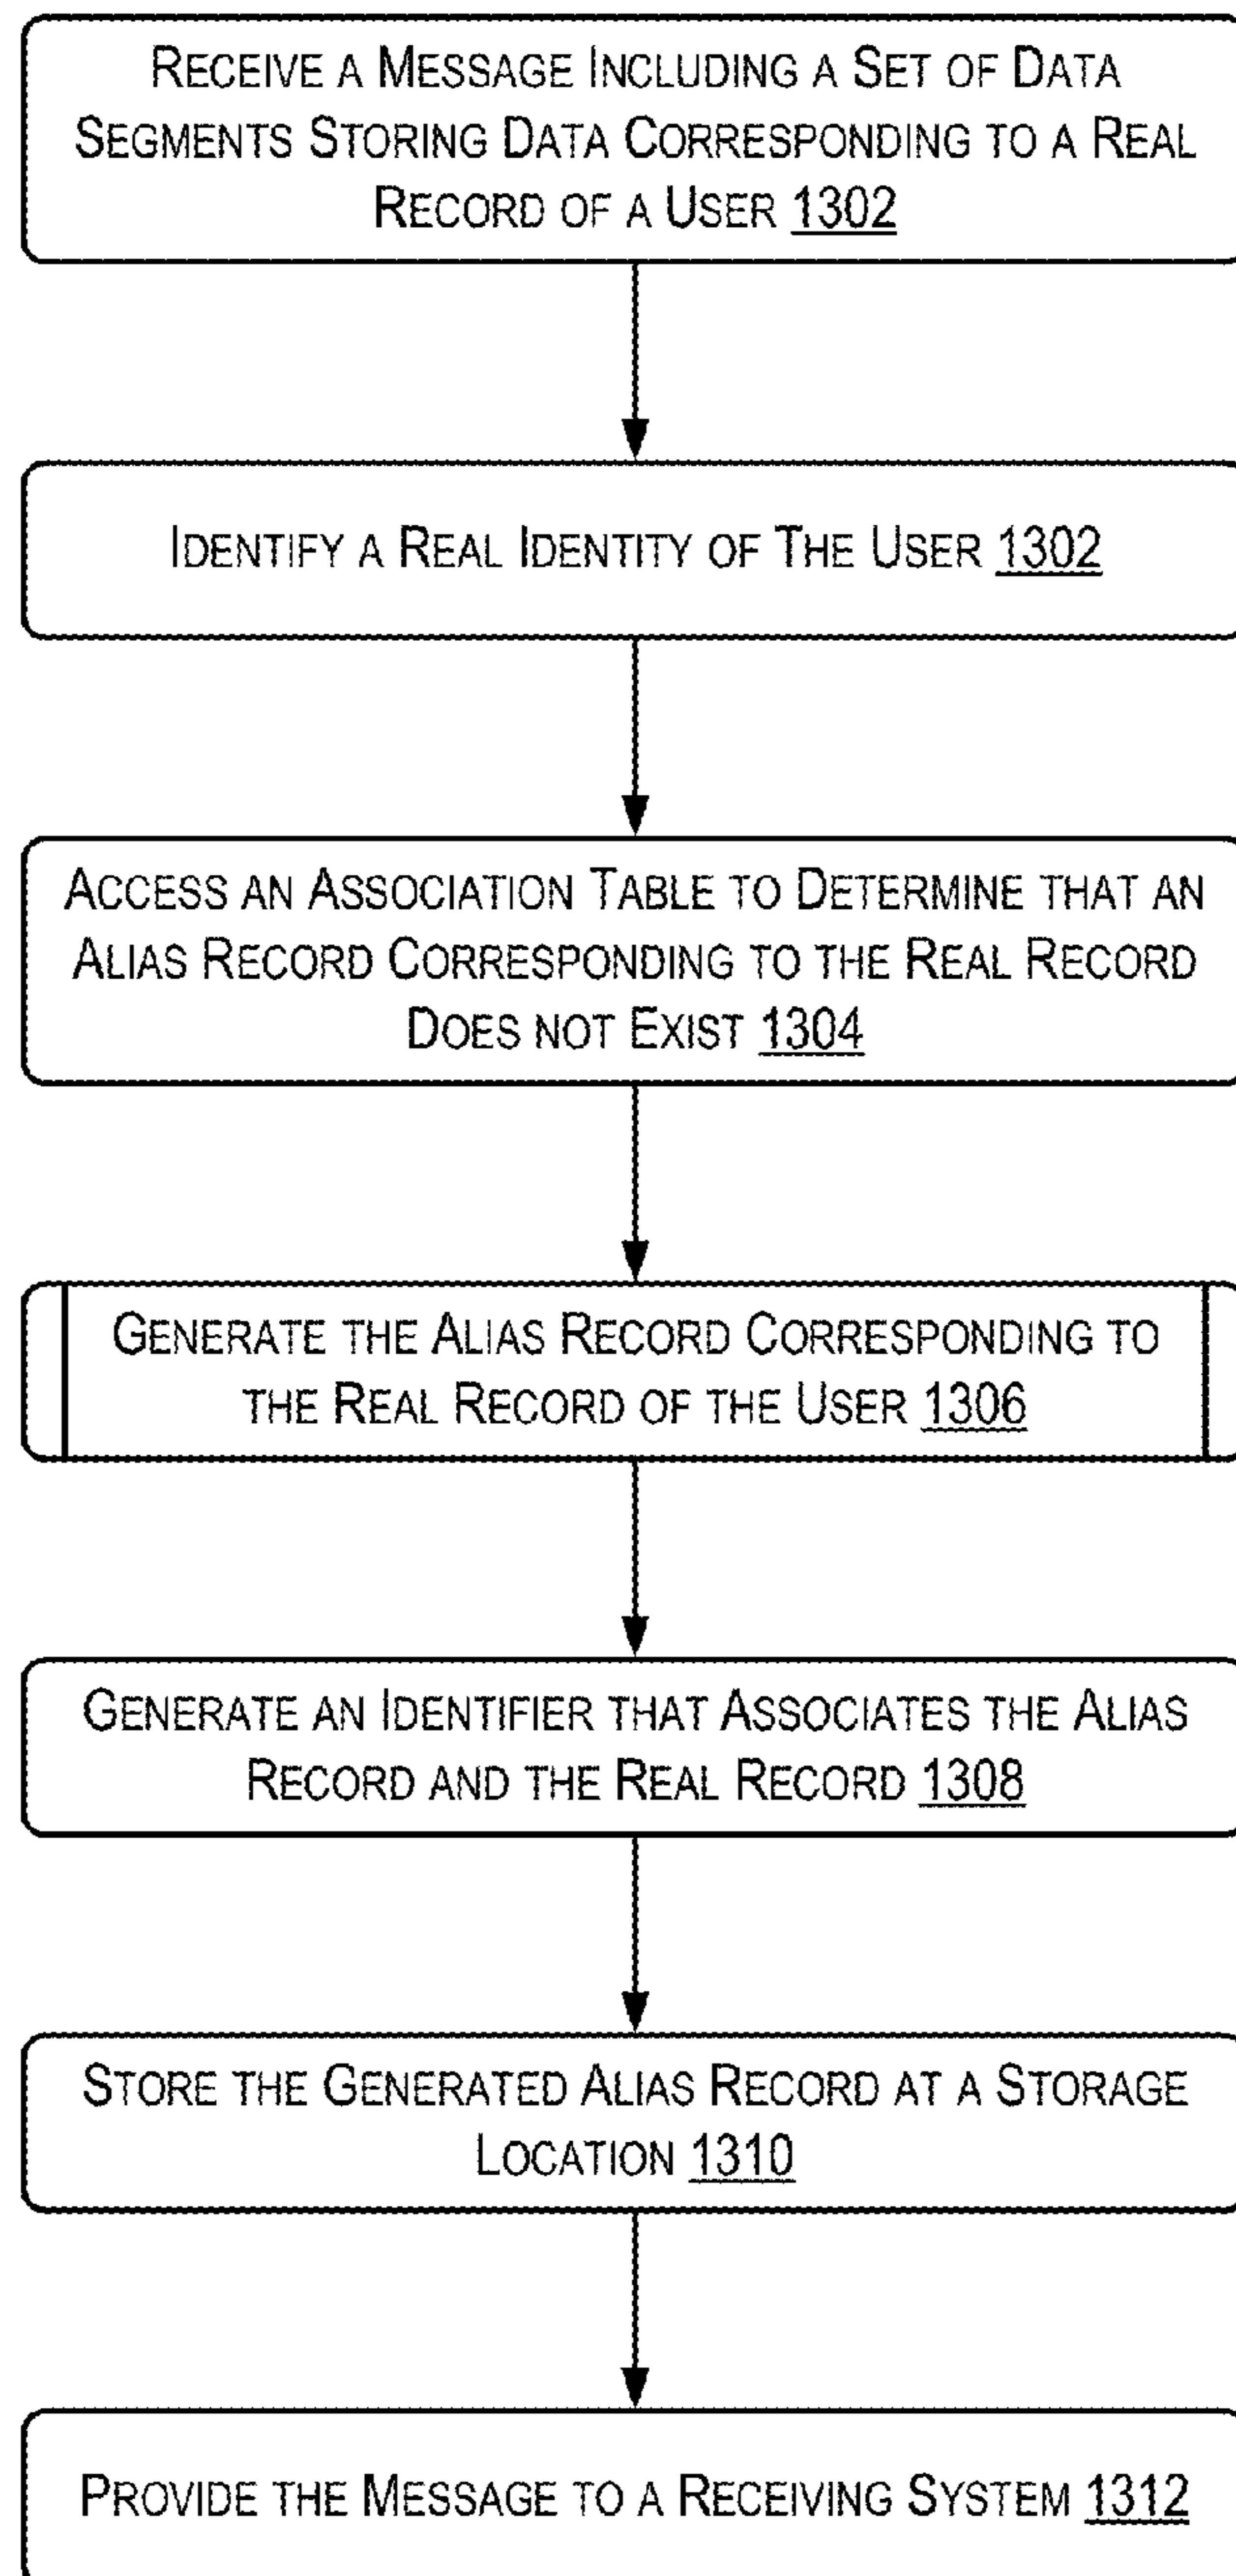 RECEIVE A MESSAGE INCLUDING A SET OF DATA
SEGMENTS STORING DATA CORRESPONDING TO A REAL
RECORD OF A USER 1302
IDENTIFY A REAL IDENTITY OF THE USER 1302
ACCESS AN ASSOCIATION TABLE TO DETERMINE THAT AN
ALIAS RECORD CORRESPONDING TO THE REAL RECORD
DOES NOT EXIST 1304
GENERATE THE ALIAS RECORD CORRESPONDING TO
THE REAL RECORD OF THE USER 1306
GENERATE AN IDENTIFIER THAT ASSOCIATES THE ALIAS
RECORD AND THE REAL RECORD 1308
STORE THE GENERATED ALIAS RECORD AT A STORAGE
LOCATION 1310
PROVIDE THE MESSAGE TO A RECEIVING SYSTEM 1312